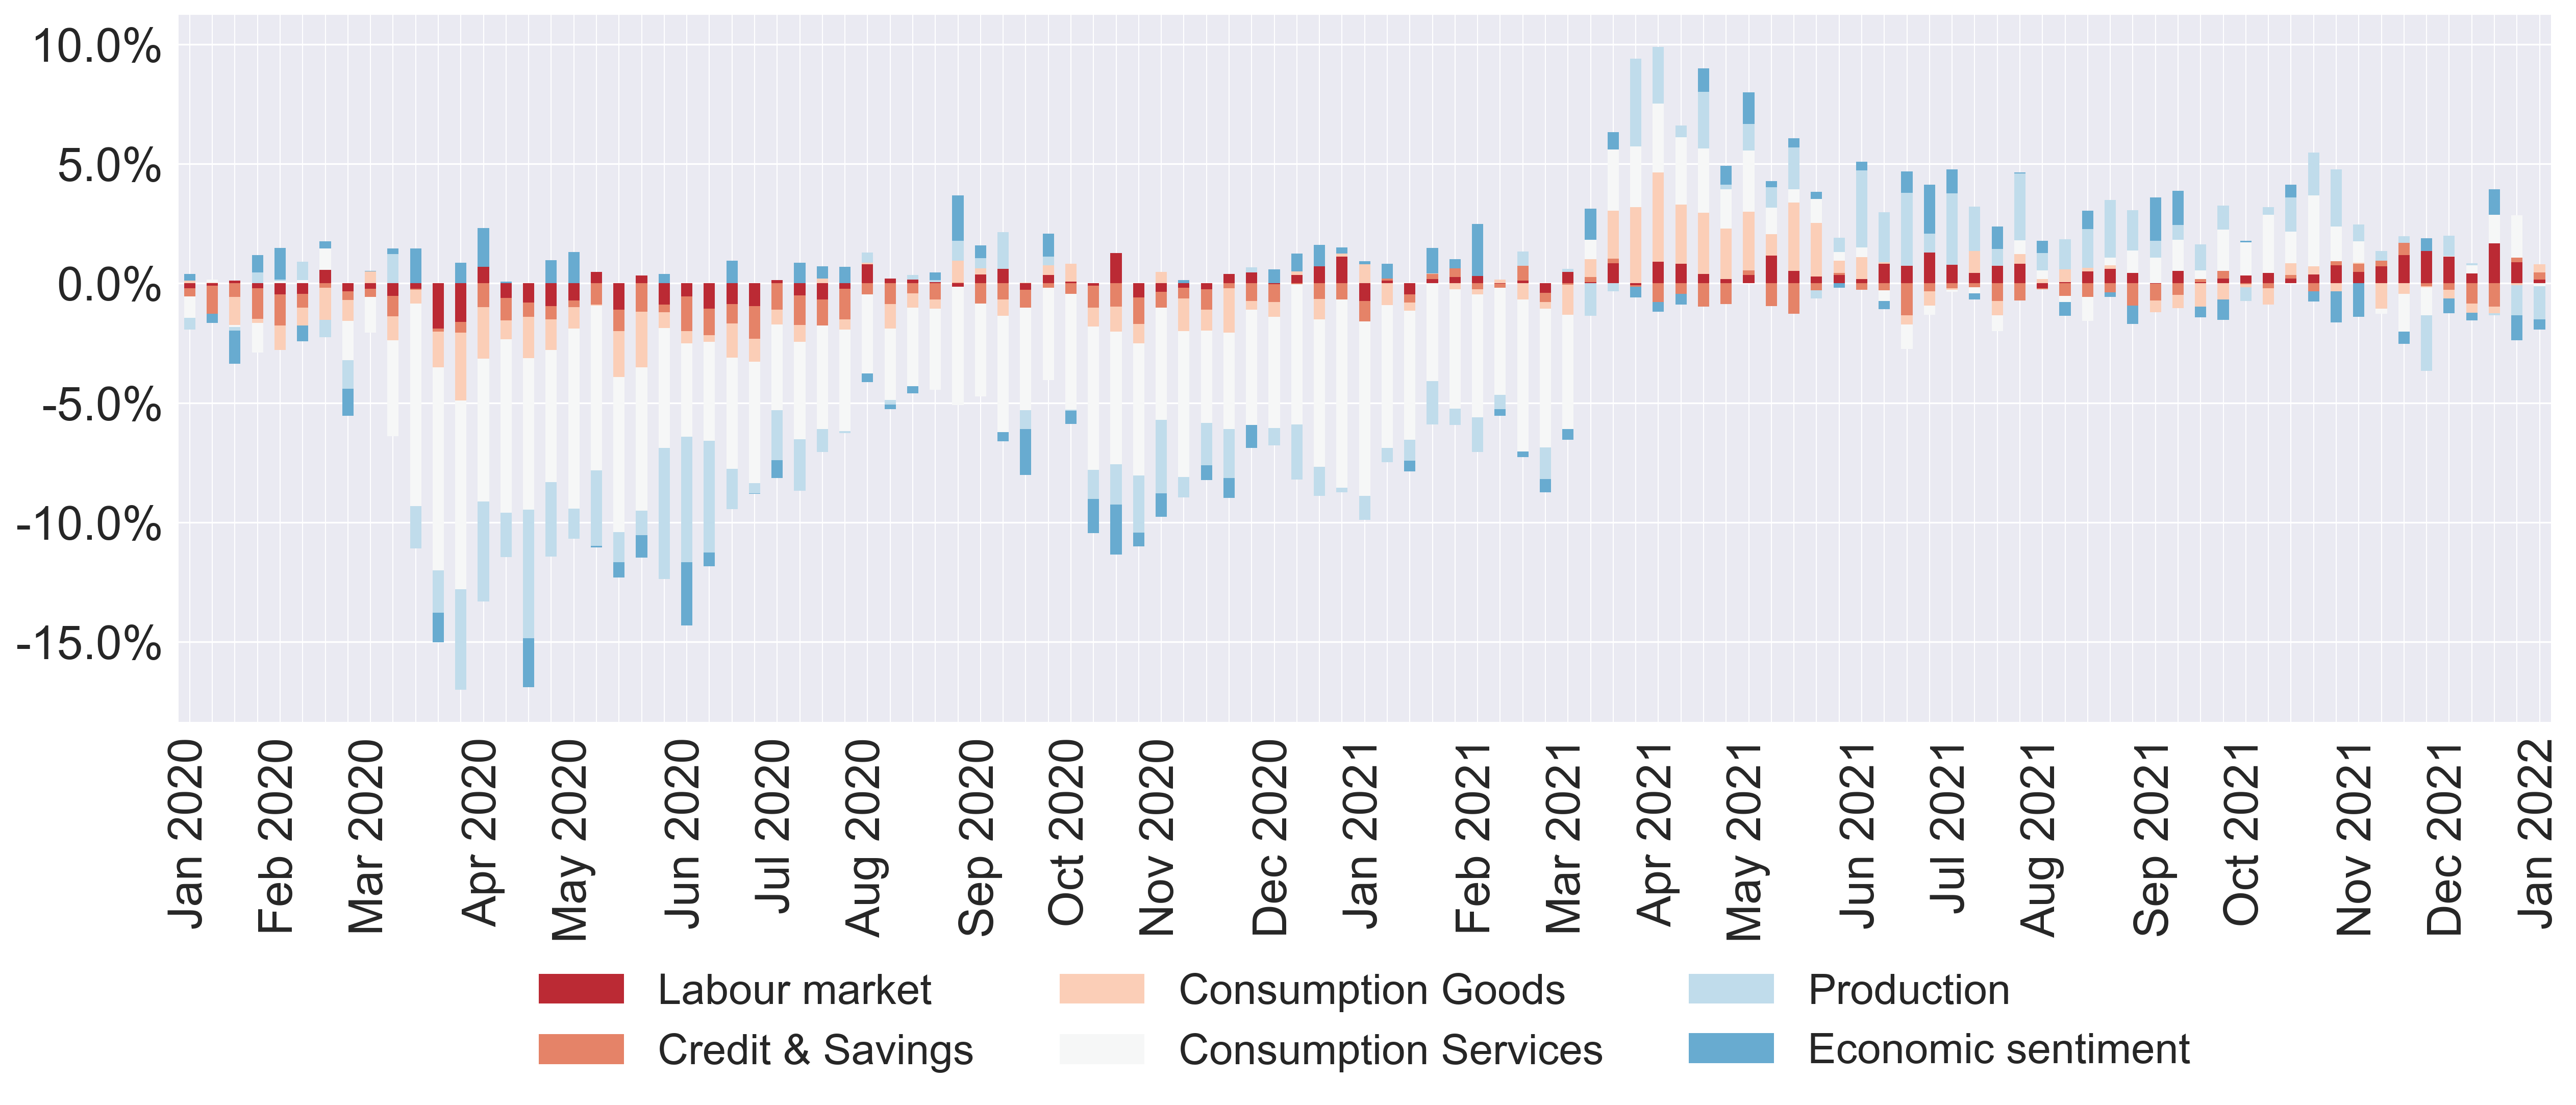 10.0%
5.0%
0.0%
-5.0%
-10.0%
-15.0%
Jan 2020
Feb 2020
Mar 2020
Apr 2020
May 2020
Jun 2020
Jul 2020
Aug 2020
Sep 2020
Oct 2020
Nov 2020
Dec 2020
Jan 2021
Feb 2021
Mar 2021
Apr 2021
May 2021
Jun 2021
Jul 2021
Aug 2021
Sep 2021
Oct 2021
Nov 2021
Dec 2021
Jan 2022
Labour market
Consumption Goods
Production
Credit & Savings
Consumption Services
Economic sentiment